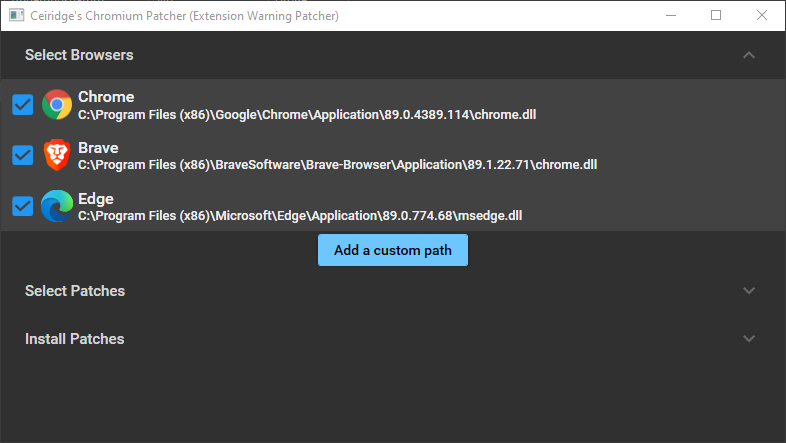 Ceiridge's Chromium Patcher (Extension Warning Patcher)
Select Browsers
Chrome
C:\Program Files (x86)\Google\Chrome\Application\89.0.4389.114\chrome.dll
Brave
C:\Program Files (x86)\BraveSoftware\Brave-Browser\Application\89.1.22.71\chrome.dll
Edge
C:\Program Files (x86)\Microsoft\Edge\Application\89.0.774.68\msedge.dll
Add a custom path
Select Patches
Install Patches